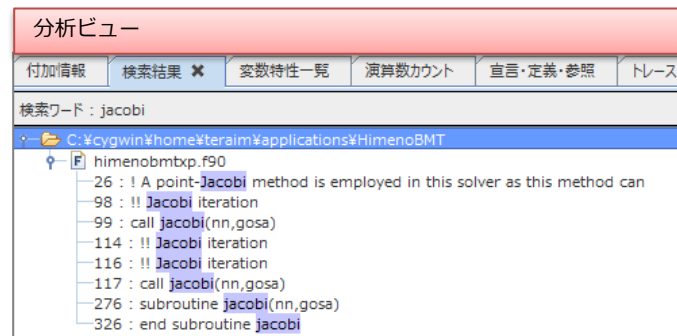 分析ビュー
付加情報 検索結果 ✖ 変数特性一覧 演算数カウント 宣言・定義・参照 トレース
検索ワード : jacobi
C:¥cygwin¥home¥teraim¥applications¥HimenoBMT
F himenobmtxp.f90
26 : ! A point-Jacobi method is employed in this solver as this method can
98 : !! Jacobi iteration
99 : call jacobi(nn,gosa)
114 : !! Jacobi iteration
116 : !! Jacobi iteration
117 : call jacobi(nn,gosa)
276 : subroutine jacobi(nn,gosa)
326 : end subroutine jacobi